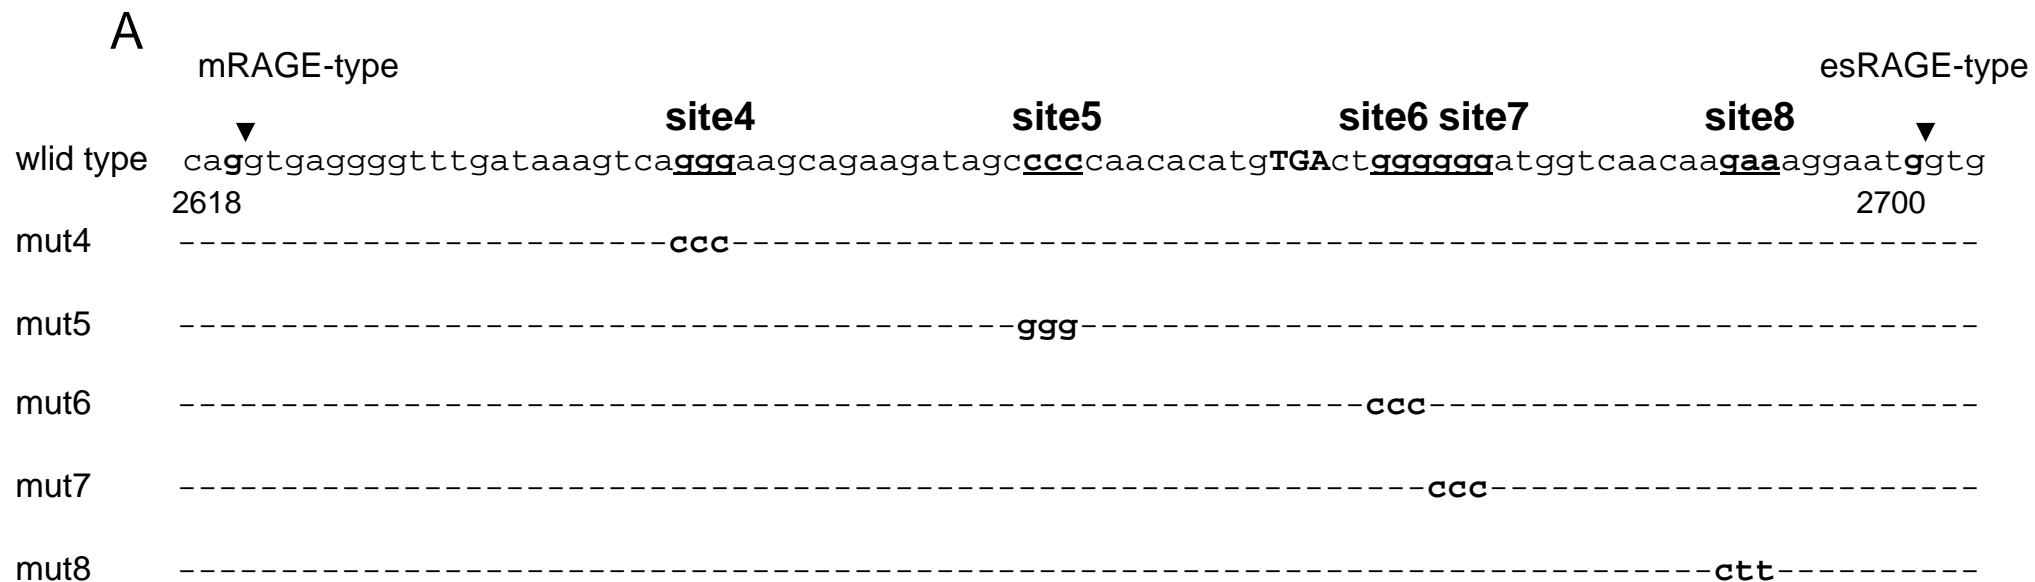 A
mRAGE-type esRAGE-type
site4 site5 site6 site7 site8
wlid type caggtgaggggtttgataaagtcagggaagcagaagatagcccccaacacatgTGActggggggatggtcaacaagaaaggaatggtg
2618 2700
mut4 ------------------------ccc-------------------------------------------------------------
mut5 -----------------------------------------ggg--------------------------------------------
mut6 ----------------------------------------------------------ccc---------------------------
mut7 -------------------------------------------------------------ccc------------------------
mut8 ---------------------------------------------------------------------------ctt----------